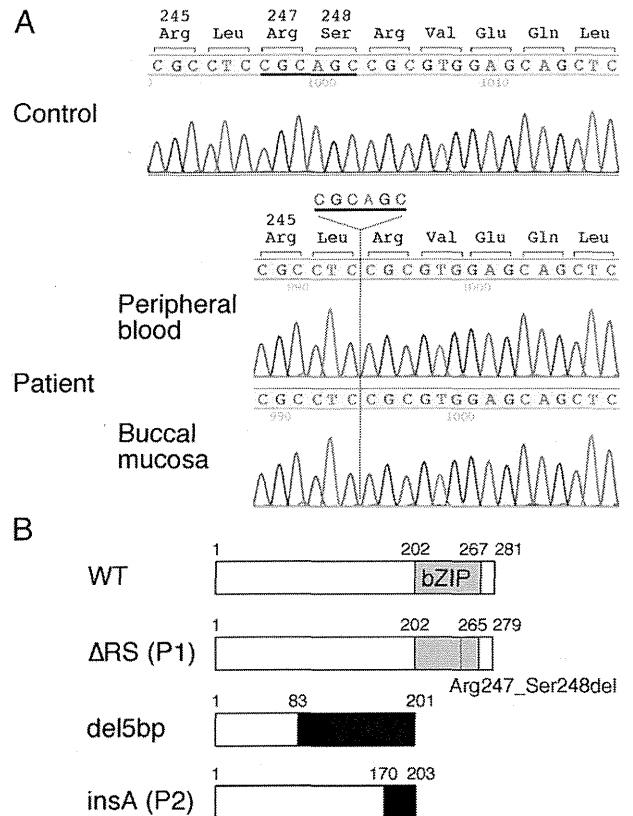 A
245 247 248
Arg Leu Arg Ser Arg Val Glu Gln Leu
C G C C T C C G C A G C C G C G T G G A G C A G C T C
1000 1010
Control
C G C A G C
245
Arg Leu Arg Val Glu Gln Leu
C G C C T C C G C G T G G A G C A G C T C
990 1000
Peripheral
blood
Patient
C G C C T C C G C G T G G A G C A G C T C
990 1000
Buccal
mucosa
B
1 202 267 281
WT bZIP
1 202 265 279
ΔRS (P1)
Arg247_Ser248del
1 83 201
del5bp
1 170 203
insA (P2)